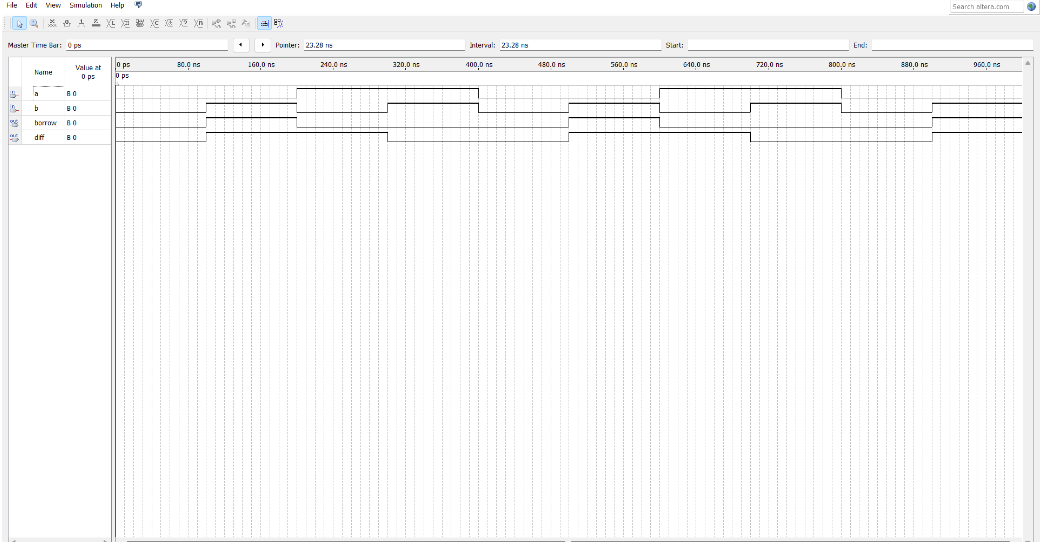 File Edit View Simulation Help
Search altera.com
Master Time Bar: 0 ps Pointer: 23.28 ns Interval: 23.28 ns Start: End:
Name Value at 0 ps
0 ps 80.0 ns 160.0 ns 240.0 ns 320.0 ns 400.0 ns 480.0 ns 560.0 ns 640.0 ns 720.0 ns 800.0 ns 880.0 ns 960.0 ns
0 ps
a B 0
b B 0
borrow B 0
diff B 0